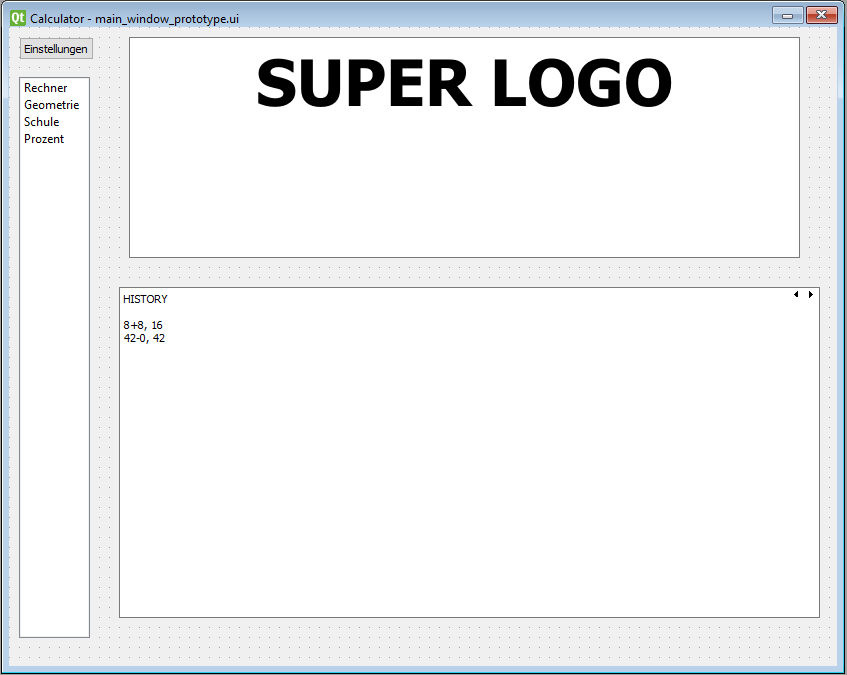 Calculator - main_window_prototype.ui
Einstellungen
Rechner
Geometrie
Schule
Prozent
SUPER LOGO
HISTORY
8+8, 16
42-0, 42